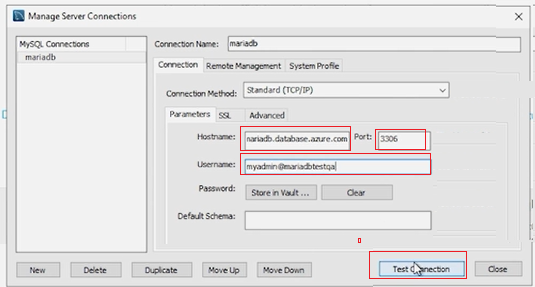 Manage Server Connections
MySQL Connections
mariadb
Connection Name: mariadb
Connection Remote Management System Profile
Connection Method: Standard (TCP/IP)
Parameters SSL Advanced
Hostname: nariadb.database.azure.com Port: 3306
Username: myadmin@mariadbtestqa
Password: Store in Vault ... Clear
Default Schema:
New Delete Duplicate Move Up Move Down Test Connection Close